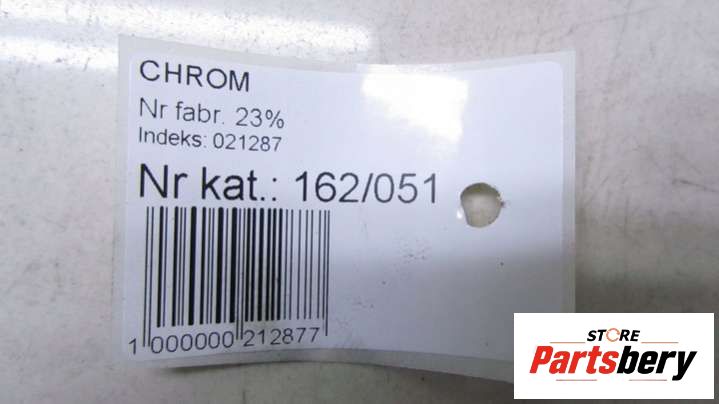 CHROM
Nr fabr. 23%
Indeks: 021287
Nr kat.: 162/051
1 000000 212877
STORE
Partsbery